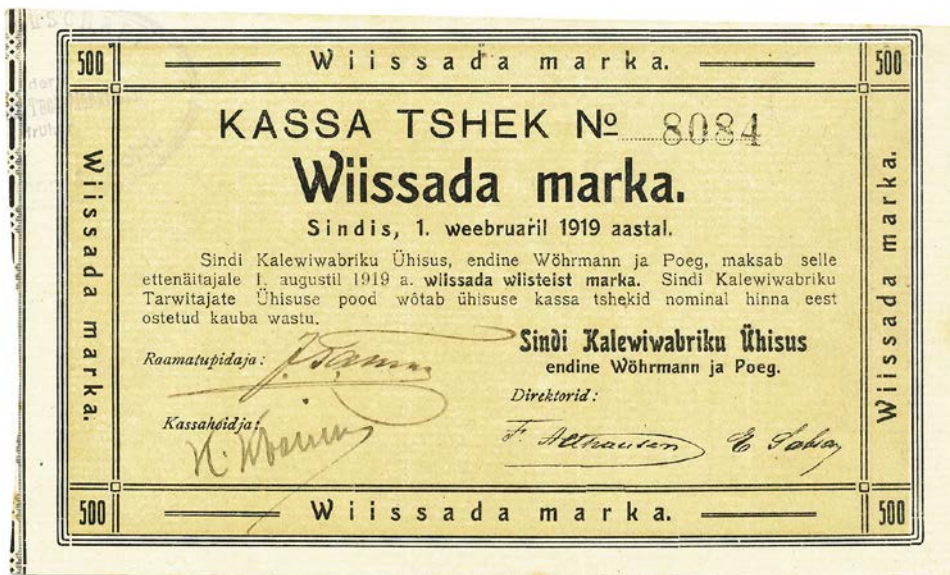 500 Wiissada marka. 500
KASSA TSHEK № 8084
Wiissada marka.
Sindis, 1. weebruaril 1919 aastal.
Sindi Kalewiwabriku Ühisus, endine Wöhrmann ja Poeg, maksab selle
ettenäitajale 1. augustil 1919 a. wiissada wiisteist marka. Sindi Kalewiwabriku
Tarwitajate Ühisuse pood wôtab ühisuse kassa tshekid nominal hinna eest
ostetud kauba wastu.
Sindi Kalewiwabriku Ühisus
endine Wöhrmann ja Poeg.
Raamatupidaja:
Kassahoidja:
Direktorid:
F. Althausen
Wiissada marka.
Wiissada marka.
500 Wiissada marka. 500